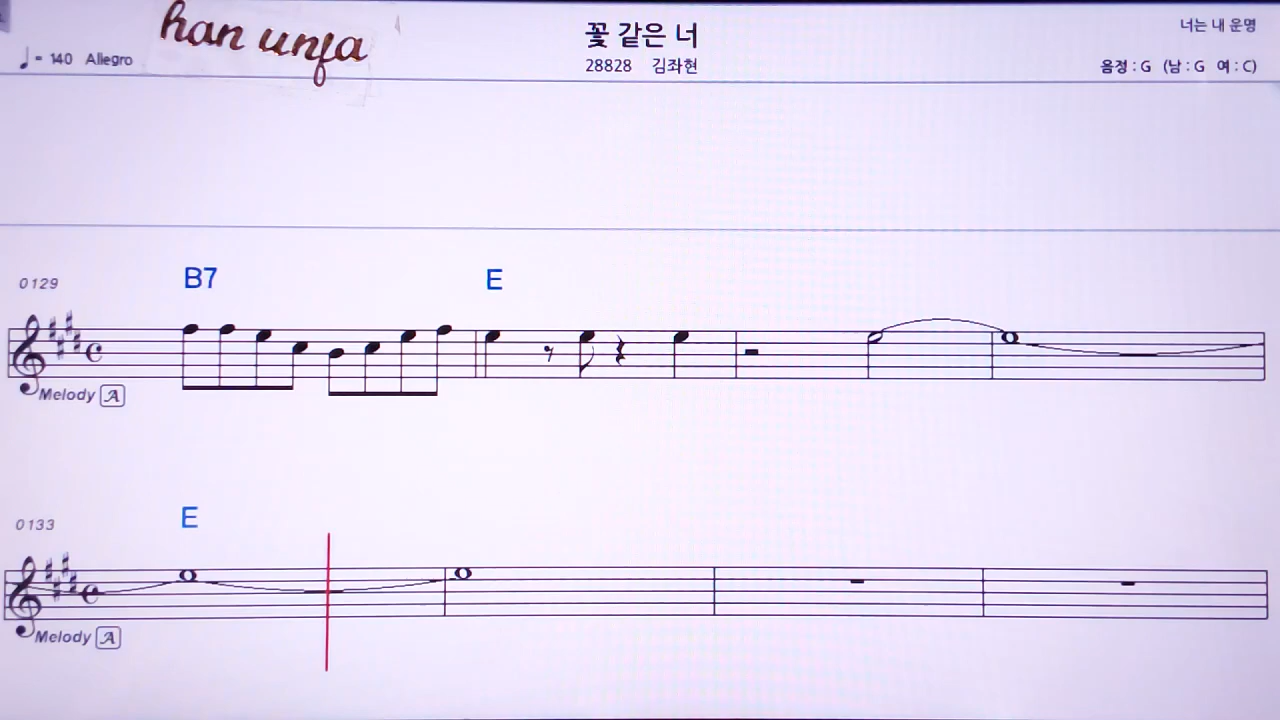 han unfa
꽃 같은 너
너는 내 운명
♩ = 140 Allegro
28828 김좌현
음정 : G (남 : G 여 : C)
0129
B7 E
Melody A
0133
E
Melody A